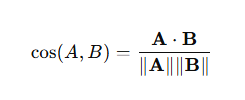 cos(A, B) = A · B / ‖A‖‖B‖